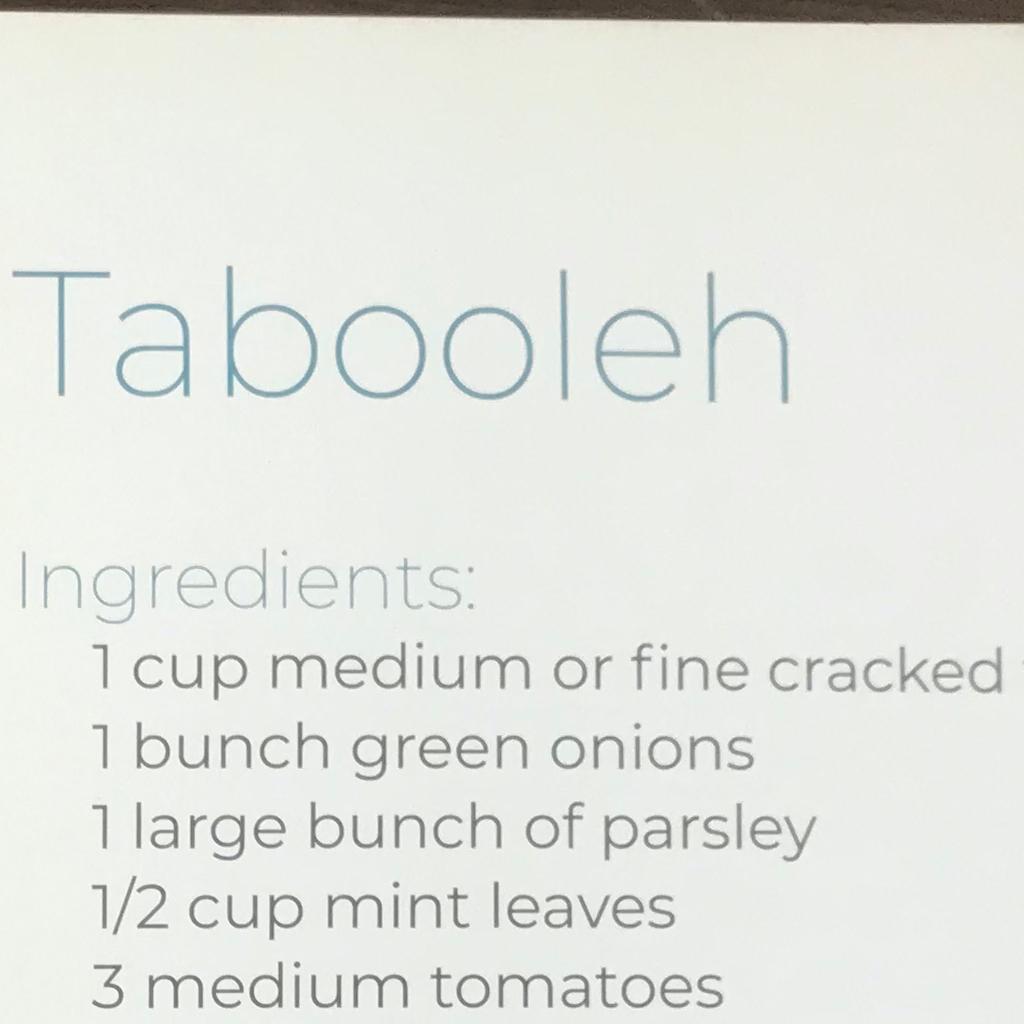 Tabooleh
Ingredients:
1 cup medium or fine cracked
1 bunch green onions
1 large bunch of parsley
1/2 cup mint leaves
3 medium tomatoes